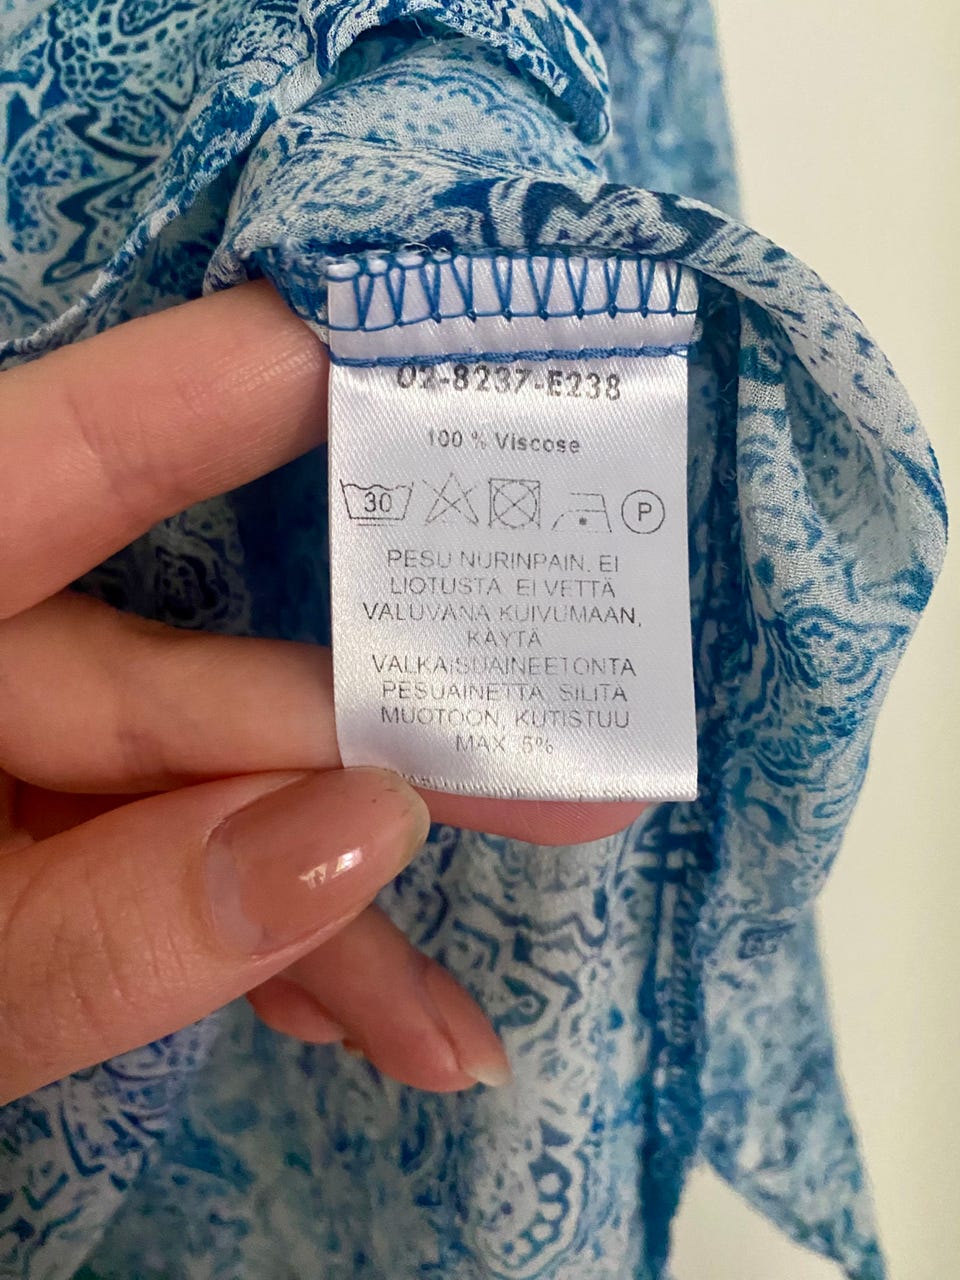 02-8237-E238
100 % Viscose
30
P
PESU NURINPÄIN. EI
LIOTUSTA. EI VETTÄ
VALUVANA KUIVUMAAN,
KÄYTÄ
VALKAISUAINEETONTA
PESUAINETTA, SILITÄ
MUOTOON, KUTISTUU
MAX. 5%